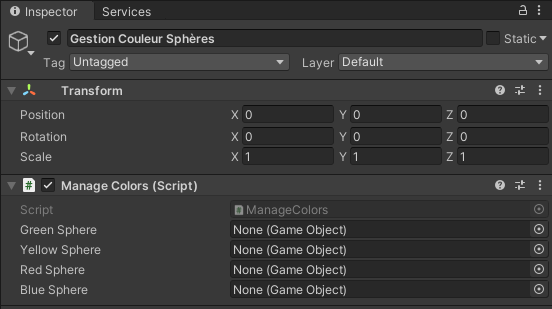 Inspector Services
Gestion Couleur Sphères Static
Tag Untagged Layer Default
Transform
Position X 0 Y 0 Z 0
Rotation X 0 Y 0 Z 0
Scale X 1 Y 1 Z 1
# Manage Colors (Script)
Script # ManageColors
Green Sphere None (Game Object)
Yellow Sphere None (Game Object)
Red Sphere None (Game Object)
Blue Sphere None (Game Object)